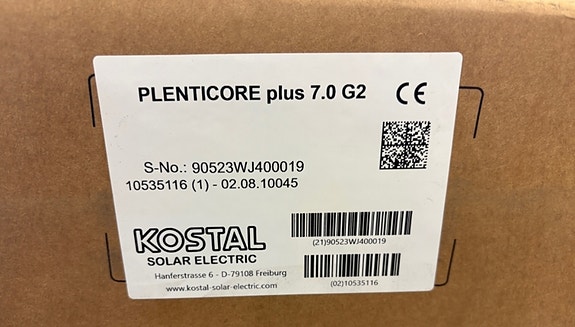 PLENTICORE plus 7.0 G2 CE
S-No.: 90523WJ400019
10535116 (1) - 02.08.10045
KOSTAL
SOLAR ELECTRIC
Hanferstrasse 6 - D-79108 Freiburg
www.kostal-solar-electric.com
(21)90523WJ400019
(02)10535116